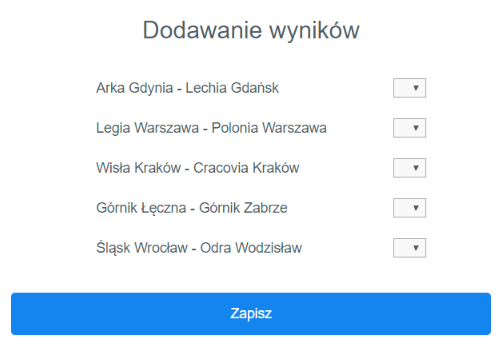 Dodawanie wyników
Arka Gdynia - Lechia Gdańsk
Legia Warszawa - Polonia Warszawa
Wisła Kraków - Cracovia Kraków
Górnik Łęczna - Górnik Zabrze
Śląsk Wrocław - Odra Wodzisław
Zapisz